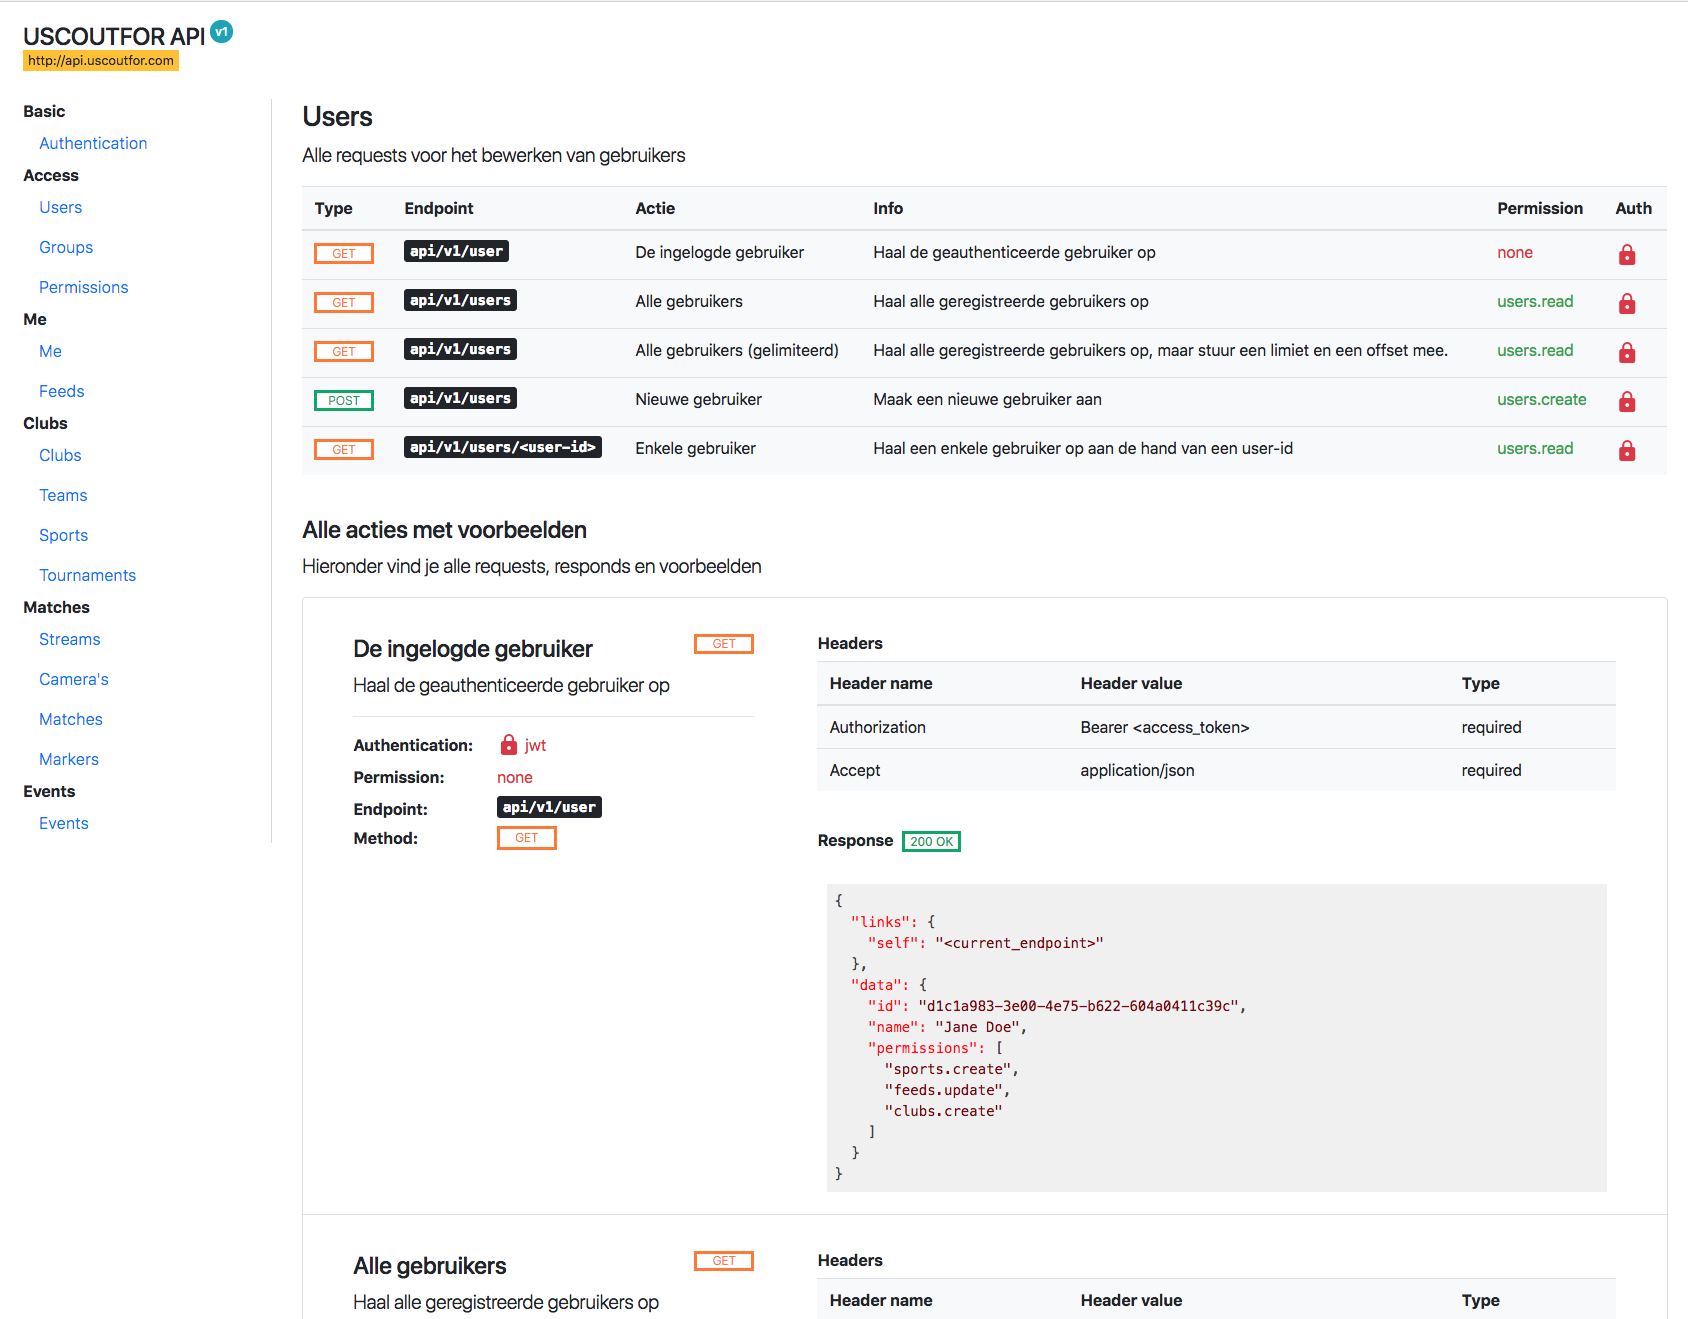 USCOUTFOR API v1
http://api.uscoutfor.com
Basic
Authentication
Access
Users
Groups
Permissions
Me
Me
Feeds
Clubs
Clubs
Teams
Sports
Tournaments
Matches
Streams
Camera's
Matches
Markers
Events
Events
Users
Alle requests voor het bewerken van gebruikers
Type Endpoint Actie Info Permission Auth
GET api/v1/user De ingelogde gebruiker Haal de geauthenticeerde gebruiker op none
GET api/v1/users Alle gebruikers Haal alle geregistreerde gebruikers op users.read
GET api/v1/users Alle gebruikers (gelimiteerd) Haal alle geregistreerde gebruikers op, maar stuur een limiet en een offset mee. users.read
POST api/v1/users Nieuwe gebruiker Maak een nieuwe gebruiker aan users.create
GET api/v1/users/<user-id> Enkele gebruiker Haal een enkele gebruiker op aan de hand van een user-id users.read
Alle acties met voorbeelden
Hieronder vind je alle requests, responds en voorbeelden
De ingelogde gebruiker GET
Haal de geauthenticeerde gebruiker op
Authentication: jwt
Permission: none
Endpoint: api/v1/user
Method: GET
Headers
Header name Header value Type
Authorization Bearer <access_token> required
Accept application/json required
Response 200 OK
{
  "links": {
    "self": "<current_endpoint>"
  },
  "data": {
    "id": "d1c1a983-3e00-4e75-b622-604a0411c39c",
    "name": "Jane Doe",
    "permissions": [
      "sports.create",
      "feeds.update",
      "clubs.create"
    ]
  }
}
Alle gebruikers GET
Haal alle geregistreerde gebruikers op
Headers
Header name Header value Type